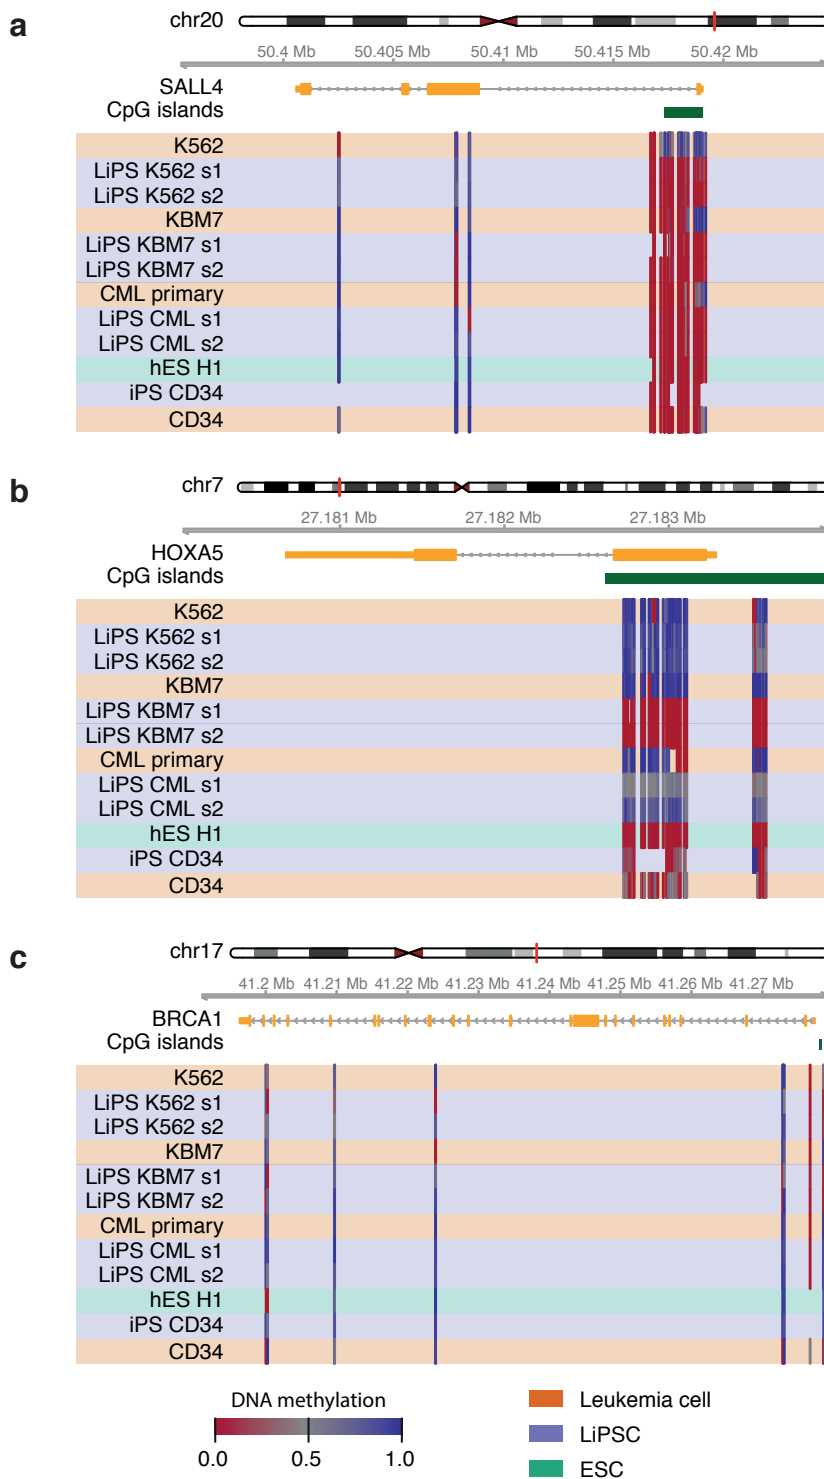 a
chr20
50.4 Mb 50.405 Mb 50.41 Mb 50.415 Mb 50.42 Mb
SALL4
CpG islands
K562
LiPS K562 s1
LiPS K562 s2
KBM7
LiPS KBM7 s1
LiPS KBM7 s2
CML primary
LiPS CML s1
LiPS CML s2
hES H1
iPS CD34
CD34
b
chr7
27.181 Mb 27.182 Mb 27.183 Mb
HOXA5
CpG islands
K562
LiPS K562 s1
LiPS K562 s2
KBM7
LiPS KBM7 s1
LiPS KBM7 s2
CML primary
LiPS CML s1
LiPS CML s2
hES H1
iPS CD34
CD34
c
chr17
41.2 Mb 41.21 Mb 41.22 Mb 41.23 Mb 41.24 Mb 41.25 Mb 41.26 Mb 41.27 Mb
BRCA1
CpG islands
K562
LiPS K562 s1
LiPS K562 s2
KBM7
LiPS KBM7 s1
LiPS KBM7 s2
CML primary
LiPS CML s1
LiPS CML s2
hES H1
iPS CD34
CD34
DNA methylation
0.0 0.5 1.0
Leukemia cell
LiPSC
ESC